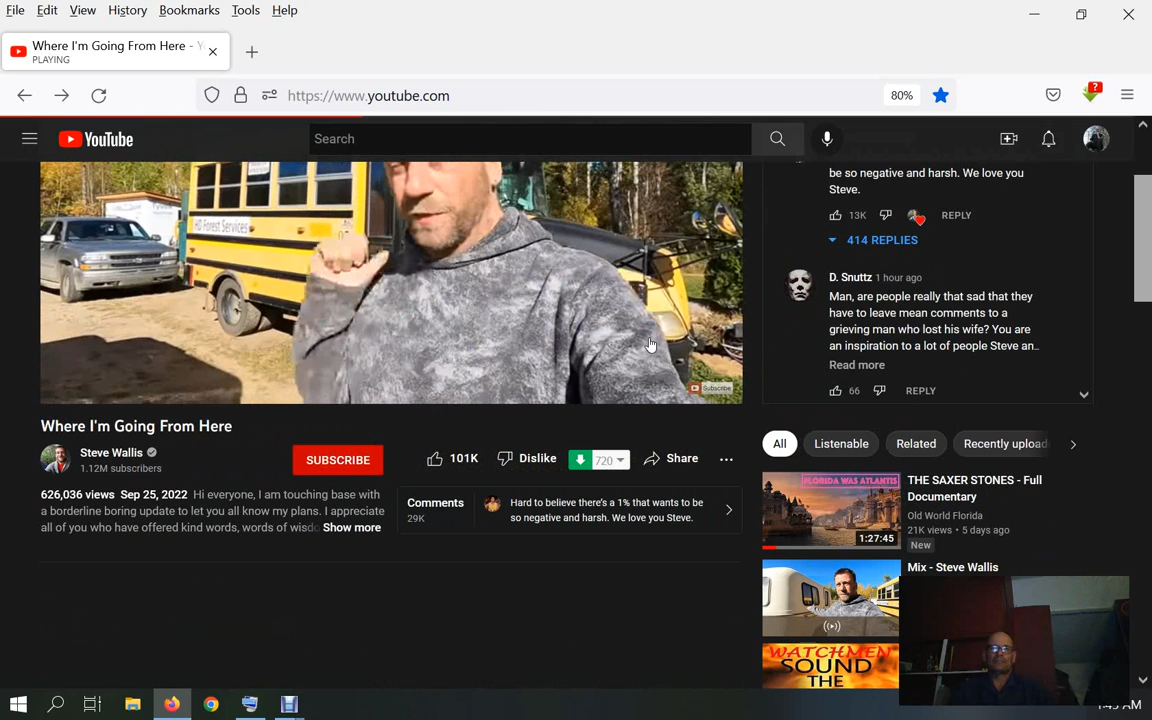 File Edit View History Bookmarks Tools Help
Where I'm Going From Here - Y
PLAYING
https://www.youtube.com
80%
?
YouTube
Search
HD Forest Services
Subscribe
be so negative and harsh. We love you
Steve.
13K REPLY
414 REPLIES
D. Snuttz 1 hour ago
Man, are people really that sad that they
have to leave mean comments to a
grieving man who lost his wife? You are
an inspiration to a lot of people Steve an...
Read more
66 REPLY
Where I'm Going From Here
Steve Wallis
1.12M subscribers
SUBSCRIBE
101K Dislike 720 Share
626,036 views Sep 25, 2022 Hi everyone, I am touching base with
a borderline boring update to let you all know my plans. I appreciate
all of you who have offered kind words, words of wisdo Show more
Comments
29K
Hard to believe there's a 1% that wants to be
so negative and harsh. We love you Steve.
All Listenable Related Recently upload
FLORIDA WAS ATLANTIS
1:27:45
THE SAXER STONES - Full
Documentary
Old World Florida
21K views • 5 days ago
New
Mix - Steve Wallis
WATCHMEN
SOUND
THE
AM